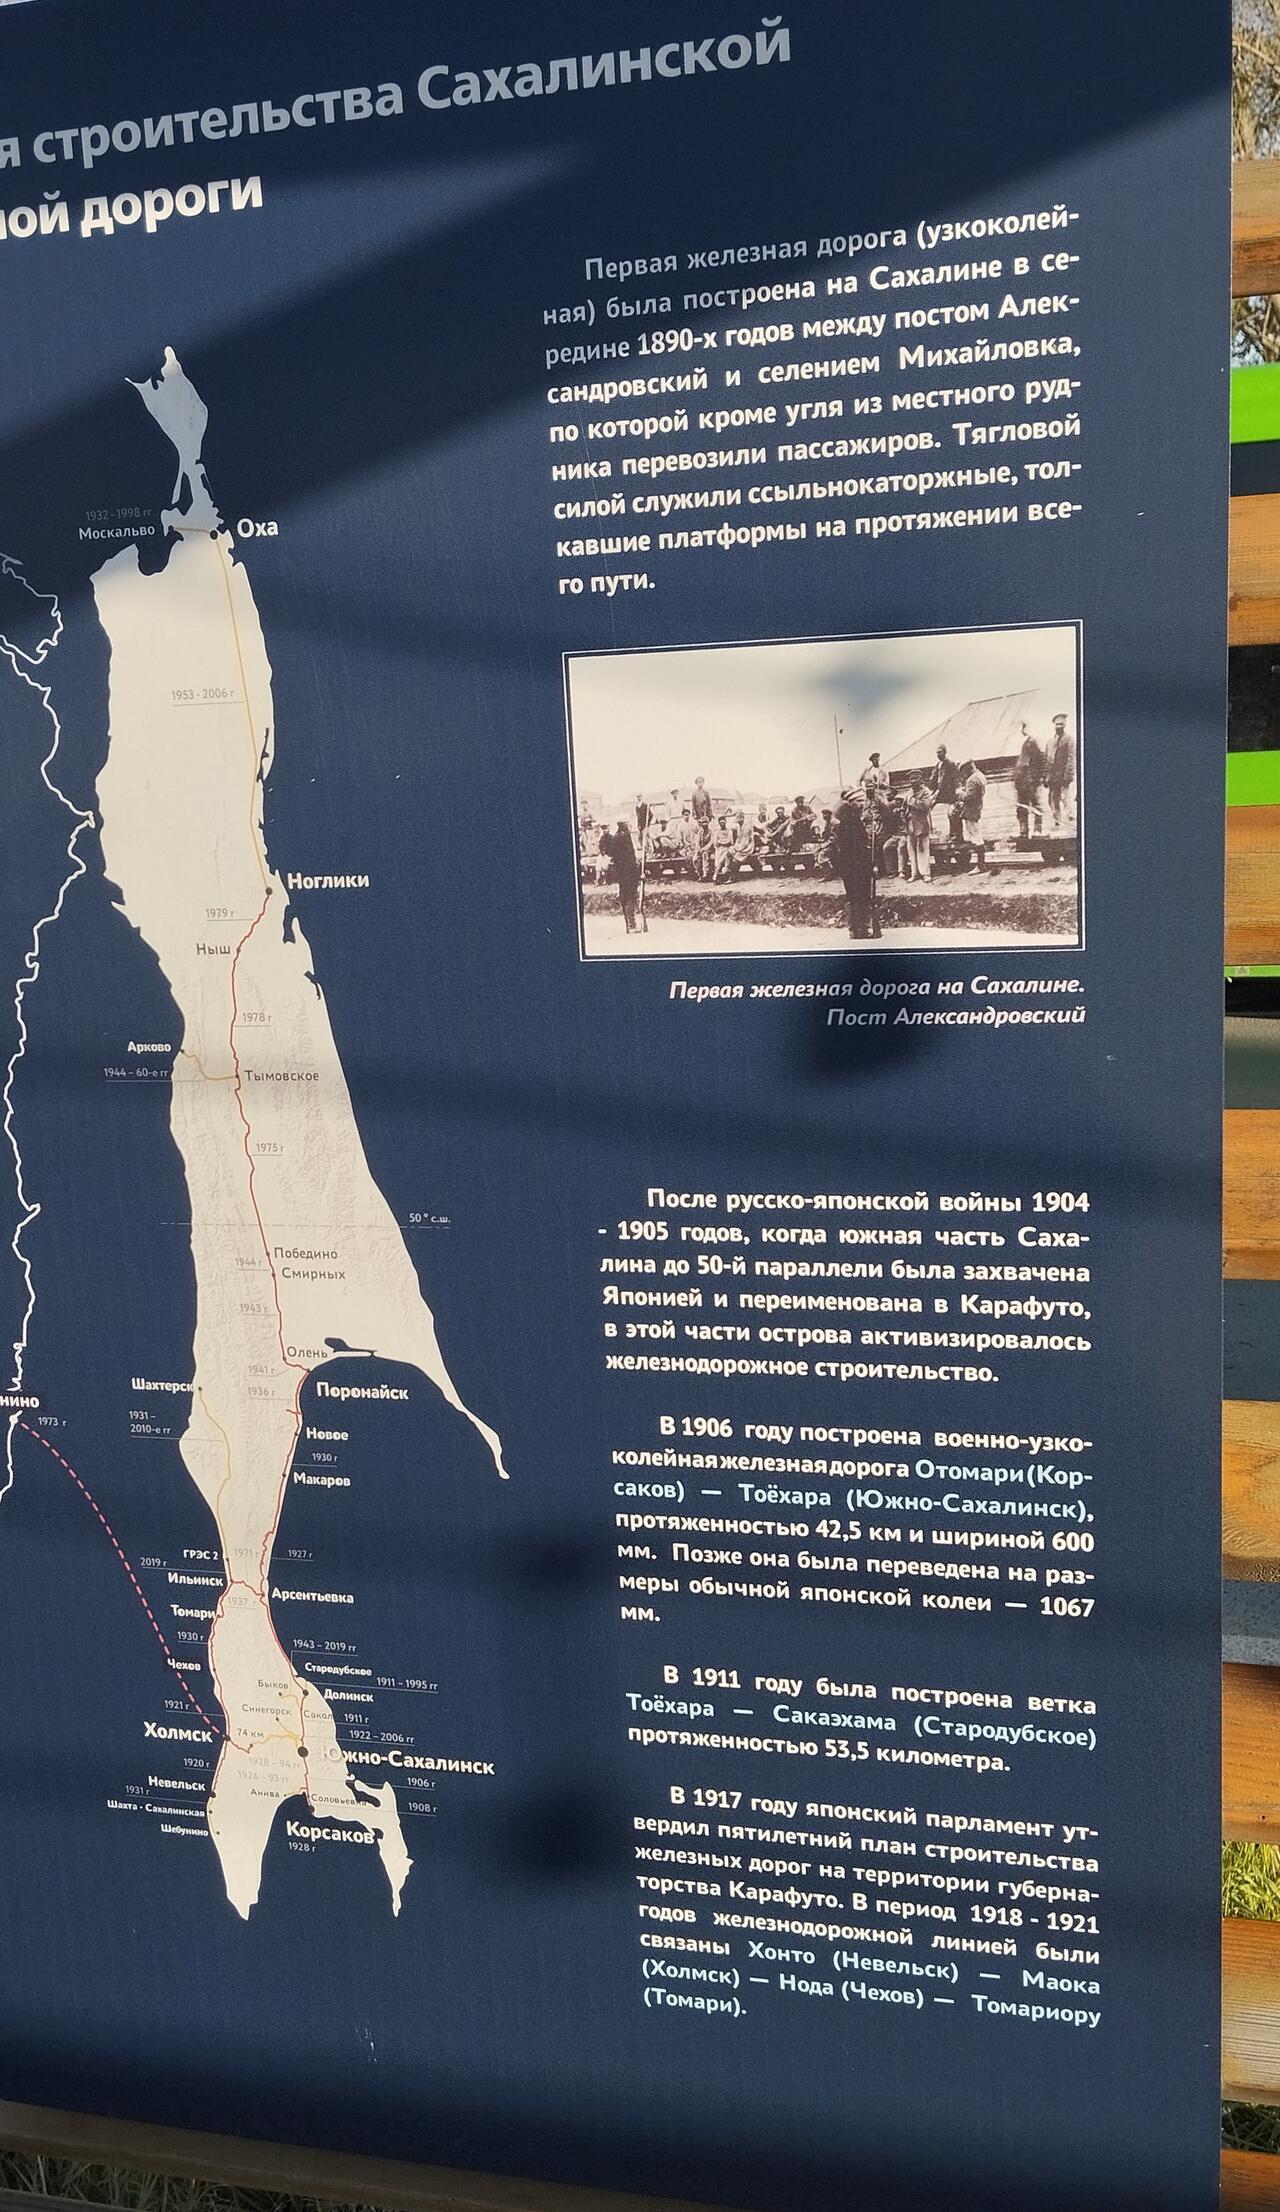 я строительства Сахалинской
ной дороги
Первая железная дорога (узкоколей-
ная) была построена на Сахалине в се-
редине 1890-х годов между постом Алек-
сандровский и селением Михайловка,
по которой кроме угля из местного руд-
ника перевозили пассажиров. Тягловой
силой служили ссыльнокаторжные, тол-
кавшие платформы на протяжении все-
го пути.
Первая железная дорога на Сахалине.
Пост Александровский
После русско-японской войны 1904
- 1905 годов, когда южная часть Саха-
лина до 50-й параллели была захвачена
Японией и переименована в Карафуто,
в этой части острова активизировалось
железнодорожное строительство.
В 1906 году построена военно-узко-
колейная железная дорога Отомари (Кор-
саков) — Тоёхара (Южно-Сахалинск),
протяженностью 42,5 км и шириной 600
мм. Позже она была переведена на раз-
меры обычной японской колеи — 1067
мм.
В 1911 году была построена ветка
Тоёхара — Сакаэхама (Стародубское)
протяженностью 53,5 километра.
В 1917 году японский парламент ут-
вердил пятилетний план строительства
железных дорог на территории губерна-
торства Карафуто. В период 1918 - 1921
годов железнодорожной линией были
связаны Хонто (Невельск) — Маока
(Холмск) — Нода (Чехов) — Томариору
(Томари).
1932 - 1998 гг
Москальво
Оха
1953 - 2006 г
Ноглики
1979 г
Ныш
1978 г
Арково
1944 - 60-е гг
Тымовское
1975 г
50° с.ш.
Победино
1944 г
Смирных
1943 г
Олень
1941 г
Поронайск
1936 г
Шахтерск
1931 -
2010-е гг
Новое
1930 г
Макаров
нино
1973 г
ГРЭС 2
1971 г
1927 г
2019 г
Ильинск
Арсентьевка
1937 г
Томари
1930 г
1943 - 2019 гг
Чехов
Стародубское
1911 - 1995 гг
Быков
Долинск
1921 г
Синегорск
Сокол
1911 г
Холмск
74 км
1922 - 2006 г
Южно-Сахалинск
1920 г
1928 - 94 гг
1926 - 93 гг
1906 г
Невельск
1931 г
Анива
Соловьевка
Шахта - Сахалинская
1908 г
Шебунино
Корсаков
1928 г